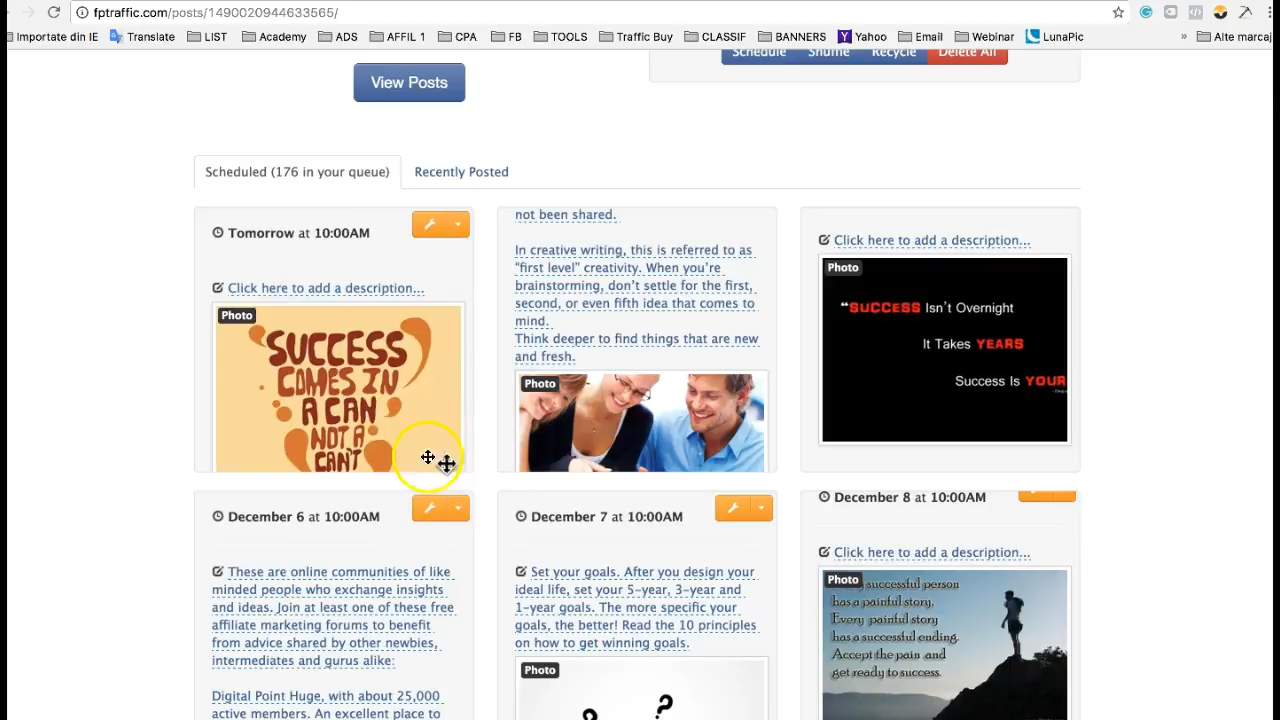 fptraffic.com/posts/1490020944633565/
Importate din IE Translate LIST Academy ADS AFFIL 1 CPA FB TOOLS Traffic Buy CLASSIF BANNERS Yahoo Email Webinar LunaPic » Alte marcaj
View Posts
Schedule Shuffle Recycle Delete All
Scheduled (176 in your queue) Recently Posted
Tomorrow at 10:00AM
Click here to add a description...
Photo
SUCCESS
COMES IN
A CAN
NOT A
CAN'T
not been shared.
In creative writing, this is referred to as
“first level” creativity. When you’re
brainstorming, don’t settle for the first,
second, or even fifth idea that comes to
mind.
Think deeper to find things that are new
and fresh.
Photo
Click here to add a description...
Photo
“SUCCESS Isn't Overnight
It Takes YEARS
Success Is YOUR
December 6 at 10:00AM
These are online communities of like
minded people who exchange insights
and ideas. Join at least one of these free
affiliate marketing forums to benefit
from advice shared by other newbies,
intermediates and gurus alike:
Digital Point Huge, with about 25,000
active members. An excellent place to
December 7 at 10:00AM
Set your goals. After you design your
ideal life, set your 5-year, 3-year and
1-year goals. The more specific your
goals, the better! Read the 10 principles
on how to get winning goals.
Photo
? ?
December 8 at 10:00AM
Click here to add a description...
Photo
successful person
has a painful story,
Every painful story
has a successful ending.
Accept the pain and
get ready to success.